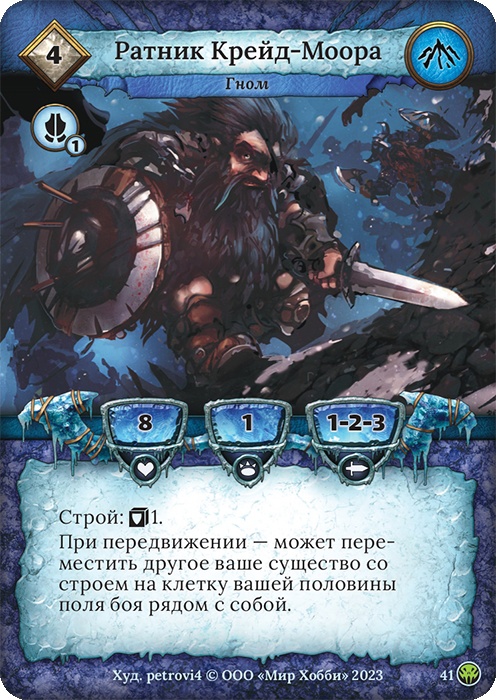 4
Ратник Крейд-Моора
Гном
1
8
1
1-2-3
Строй: 1.
При передвижении — может пере-
местить другое ваше существо со
строем на клетку вашей половины
поля боя рядом с собой.
Худ. petrovi4 © ООО «Мир Хобби» 2023
41